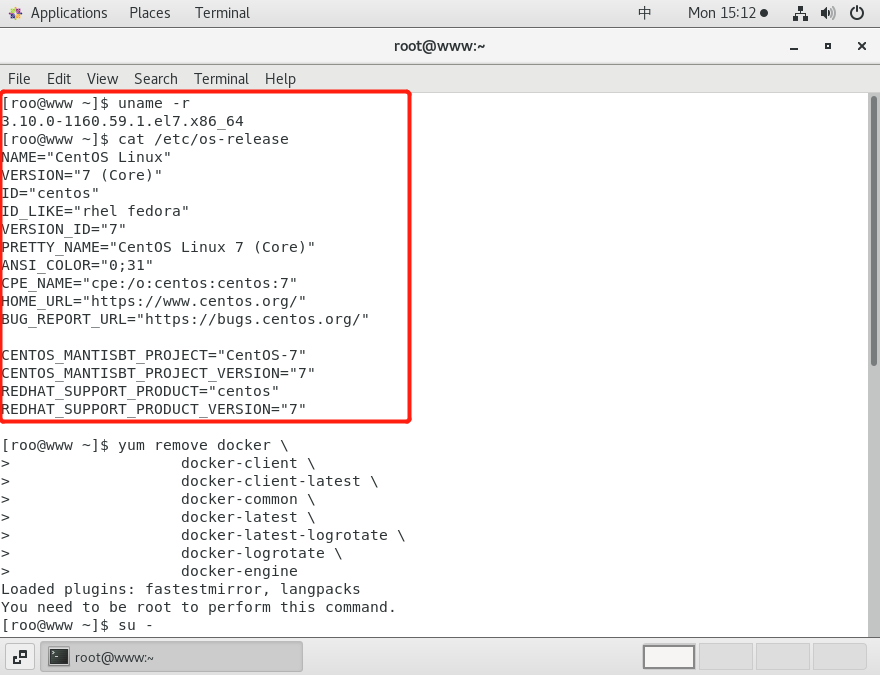 Applications Places Terminal 中 Mon 15:12
root@www:~
File Edit View Search Terminal Help
[roo@www ~]$ uname -r
3.10.0-1160.59.1.el7.x86_64
[roo@www ~]$ cat /etc/os-release
NAME="CentOS Linux"
VERSION="7 (Core)"
ID="centos"
ID_LIKE="rhel fedora"
VERSION_ID="7"
PRETTY_NAME="CentOS Linux 7 (Core)"
ANSI_COLOR="0;31"
CPE_NAME="cpe:/o:centos:centos:7"
HOME_URL="https://www.centos.org/"
BUG_REPORT_URL="https://bugs.centos.org/"
CENTOS_MANTISBT_PROJECT="CentOS-7"
CENTOS_MANTISBT_PROJECT_VERSION="7"
REDHAT_SUPPORT_PRODUCT="centos"
REDHAT_SUPPORT_PRODUCT_VERSION="7"
[roo@www ~]$ yum remove docker \
>                   docker-client \
>                   docker-client-latest \
>                   docker-common \
>                   docker-latest \
>                   docker-latest-logrotate \
>                   docker-logrotate \
>                   docker-engine
Loaded plugins: fastestmirror, langpacks
You need to be root to perform this command.
[roo@www ~]$ su -
root@www:~